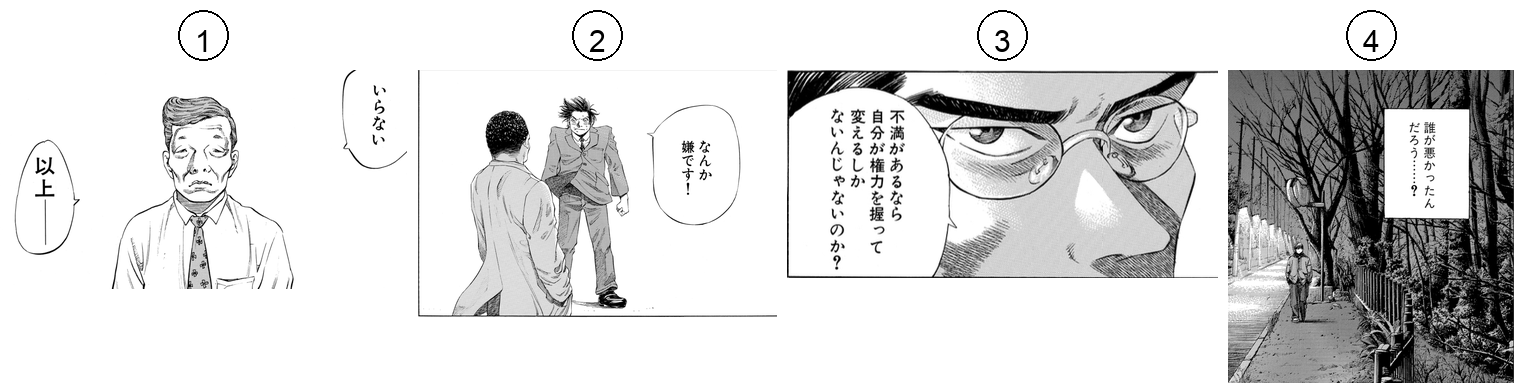 1
以上――
いらない
2
なんか
嫌です！
3
不満があるなら
自分が権力を握って
変えるしか
ないんじゃないのか？
4
誰が悪かったん
だろう……？